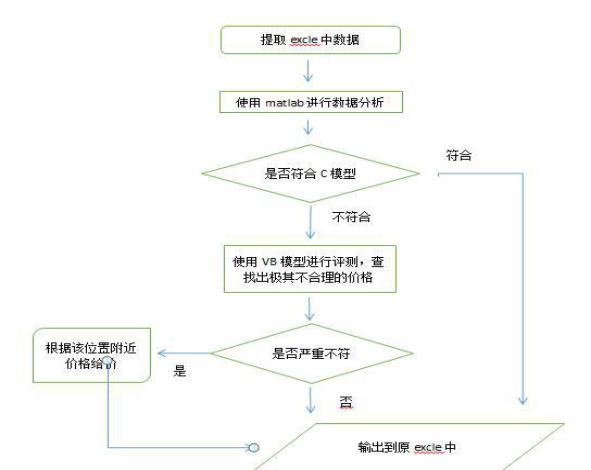 提取 excle 中数据
使用 matlab 进行数据分析
是否符合 C 模型
符合
不符合
使用 VB 模型进行评测，查
找出极其不合理的价格
是否严重不符
根据该位置附近
价格给价
是
否
输出到原 excle 中